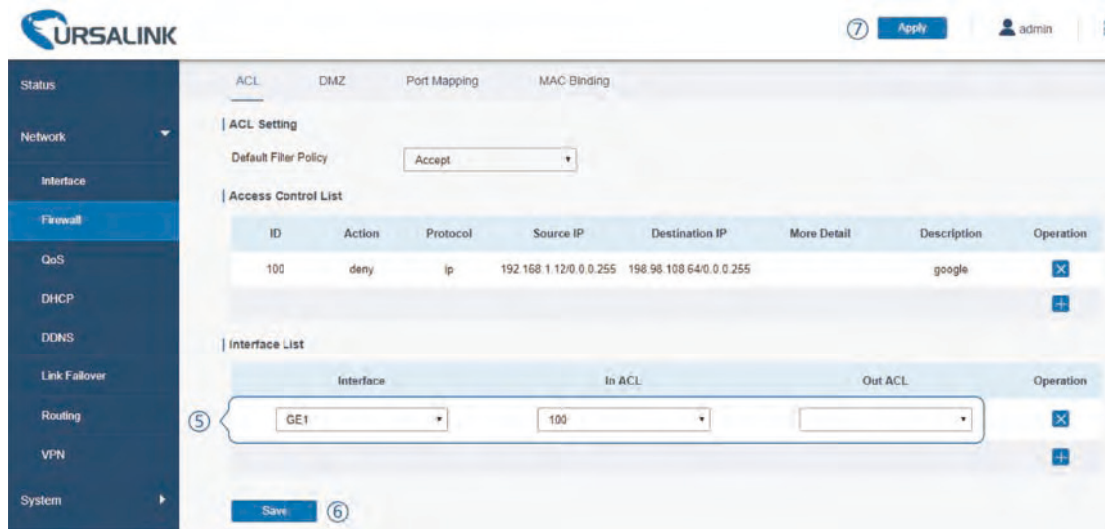 URSALINK
⑦ Apply admin
Status
Network
Interface
Firewall
QoS
DHCP
DDNS
Link Failover
Routing
VPN
System
ACL DMZ Port Mapping MAC Binding
ACL Setting
Default Filter Policy Accept
Access Control List
ID Action Protocol Source IP Destination IP More Detail Description Operation
100 deny ip 192.168.1.12/0.0.0.255 198.98.108.64/0.0.0.255 google
Interface List
Interface In ACL Out ACL Operation
⑤ GE1 100
Save ⑥